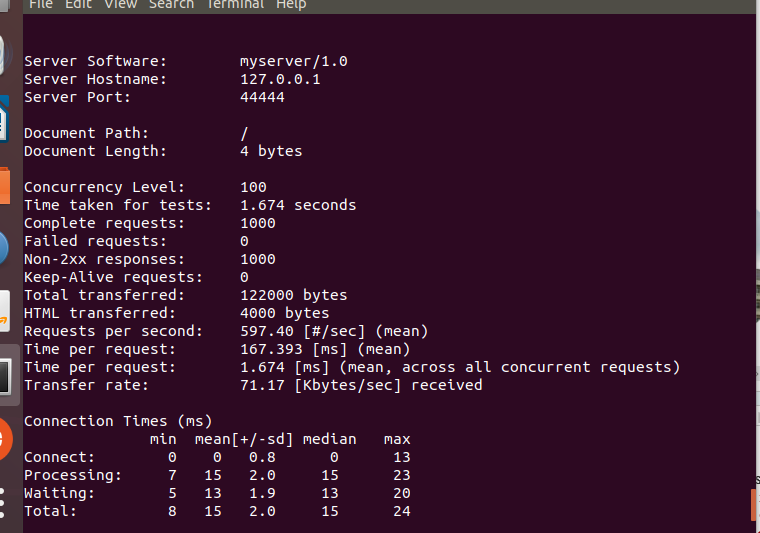 File Edit View Search Terminal Help
Server Software: myserver/1.0
Server Hostname: 127.0.0.1
Server Port: 44444
Document Path: /
Document Length: 4 bytes
Concurrency Level: 100
Time taken for tests: 1.674 seconds
Complete requests: 1000
Failed requests: 0
Non-2xx responses: 1000
Keep-Alive requests: 0
Total transferred: 122000 bytes
HTML transferred: 4000 bytes
Requests per second: 597.40 [#/sec] (mean)
Time per request: 167.393 [ms] (mean)
Time per request: 1.674 [ms] (mean, across all concurrent requests)
Transfer rate: 71.17 [Kbytes/sec] received
Connection Times (ms)
min mean[+/-sd] median max
Connect: 0 0 0.8 0 13
Processing: 7 15 2.0 15 23
Waiting: 5 13 1.9 13 20
Total: 8 15 2.0 15 24